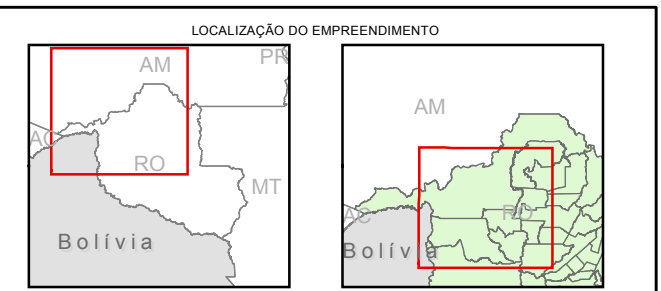 LOCALIZAÇÃO DO EMPREENDIMENTO
AM
PR
AC
RO
MT
Bolívia
AM
AC
RO
Bolívia